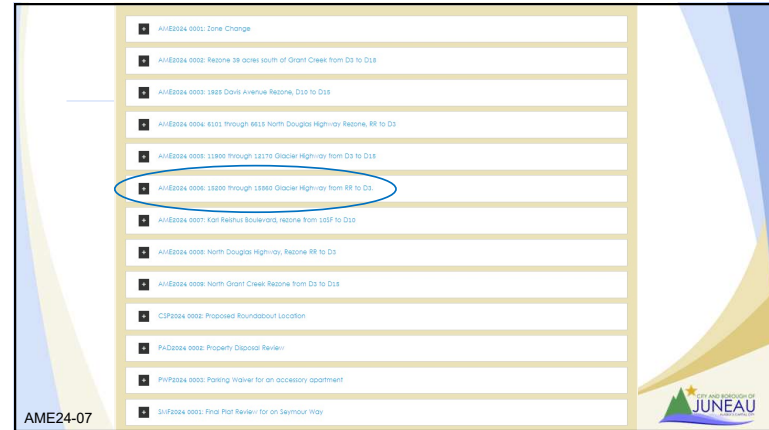 AME2024 0001: Zone Change
AME2024 0002: Rezone 38 acres south of Grant Creek from D3 to D18
AME2024 0003: 1925 Davis Avenue Rezone, D10 to D18
AME2024 0004: 6101 through 6615 North Douglas Highway Rezone, RR to D3
AME2024 0005: 11900 through 12170 Glacier Highway from D3 to D18
AME2024 0006: 15200 through 15860 Glacier Highway from RR to D3.
AME2024 0007: Karl Reishus Boulevard, rezone from 10SF to D10
AME2024 0008: North Douglas Highway, Rezone RR to D3
AME2024 0009: North Grant Creek Rezone from D3 to D18
CSP2024 0002: Proposed Roundabout Location
PAD2024 0002: Property Disposal Review
PWP2024 0003: Parking Waiver for an accessory apartment
SMF2024 0001: Final Plat Review for on Seymour Way
AME24-07
CITY AND BOROUGH OF
JUNEAU
ALASKA'S CAPITAL CITY